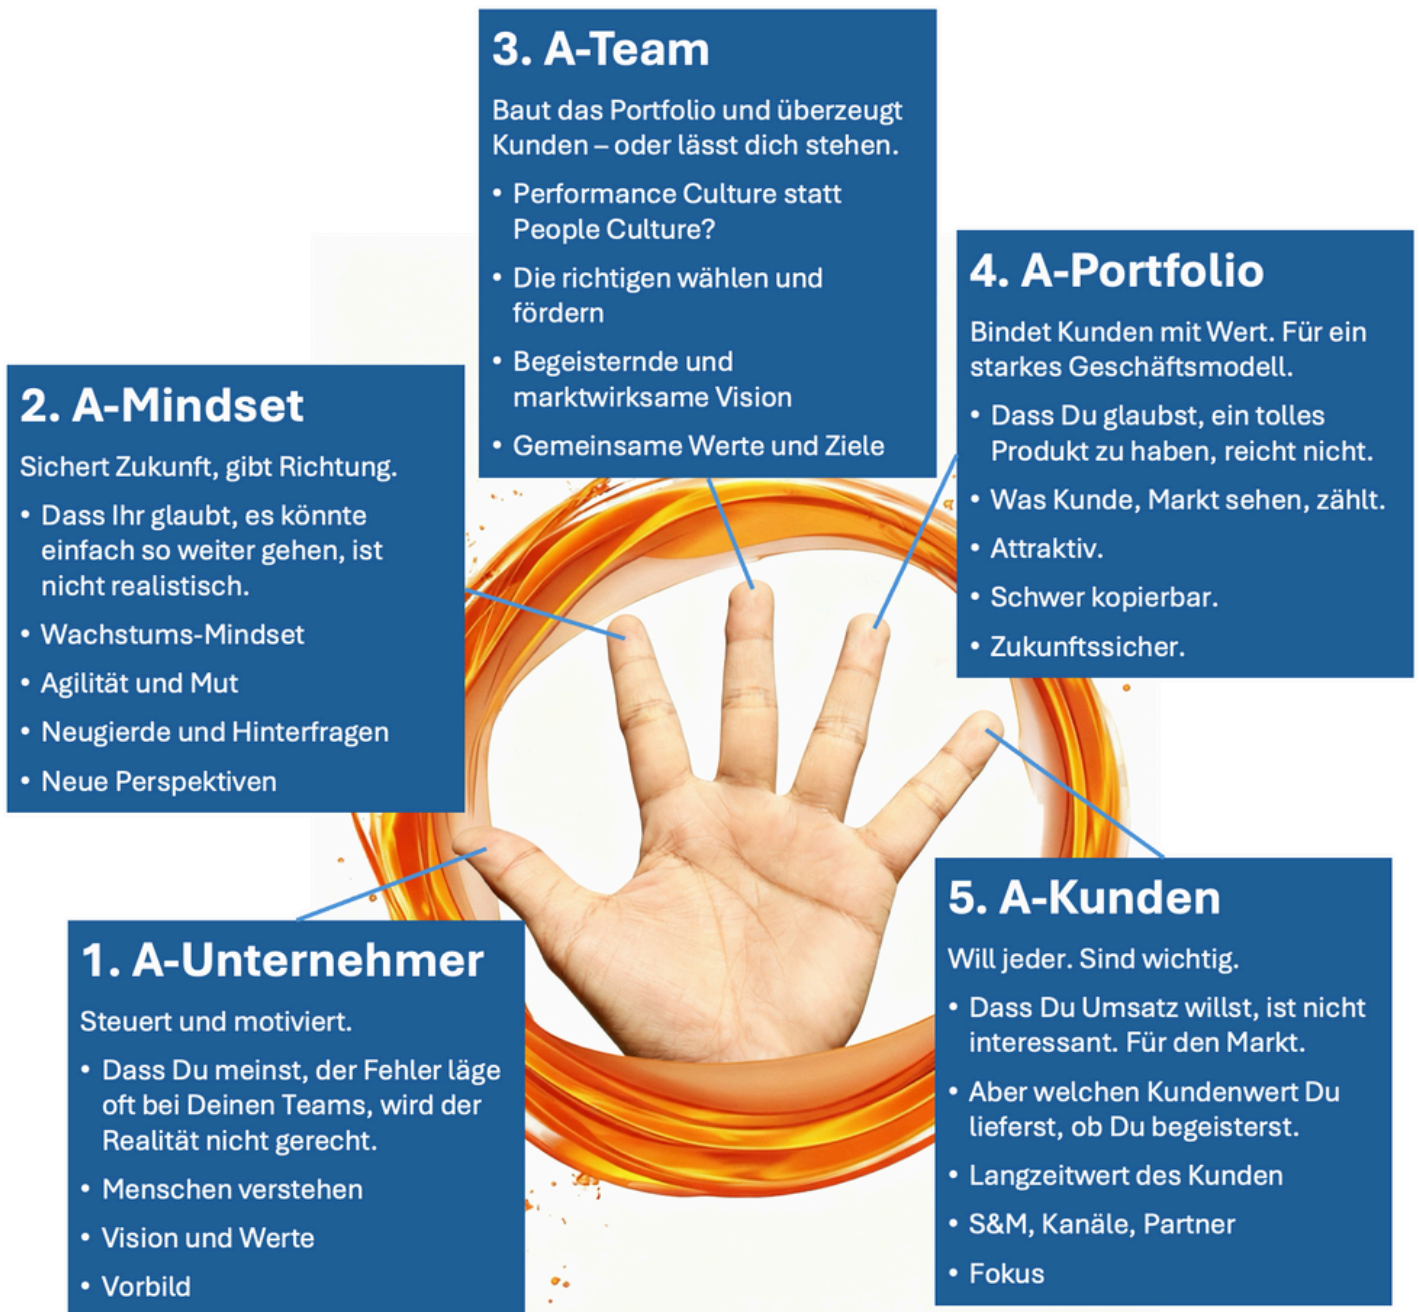 3. A-Team
Baut das Portfolio und überzeugt
Kunden – oder lässt dich stehen.
• Performance Culture statt
People Culture?
• Die richtigen wählen und
fördern
• Begeisternde und
marktwirksame Vision
• Gemeinsame Werte und Ziele
4. A-Portfolio
Bindet Kunden mit Wert. Für ein
starkes Geschäftsmodell.
• Dass Du glaubst, ein tolles
Produkt zu haben, reicht nicht.
• Was Kunde, Markt sehen, zählt.
• Attraktiv.
• Schwer kopierbar.
• Zukunftssicher.
2. A-Mindset
Sichert Zukunft, gibt Richtung.
• Dass Ihr glaubt, es könnte
einfach so weiter gehen, ist
nicht realistisch.
• Wachstums-Mindset
• Agilität und Mut
• Neugierde und Hinterfragen
• Neue Perspektiven
1. A-Unternehmer
Steuert und motiviert.
• Dass Du meinst, der Fehler läge
oft bei Deinen Teams, wird der
Realität nicht gerecht.
• Menschen verstehen
• Vision und Werte
• Vorbild
5. A-Kunden
Will jeder. Sind wichtig.
• Dass Du Umsatz willst, ist nicht
interessant. Für den Markt.
• Aber welchen Kundenwert Du
lieferst, ob Du begeisterst.
• Langzeitwert des Kunden
• S&M, Kanäle, Partner
• Fokus